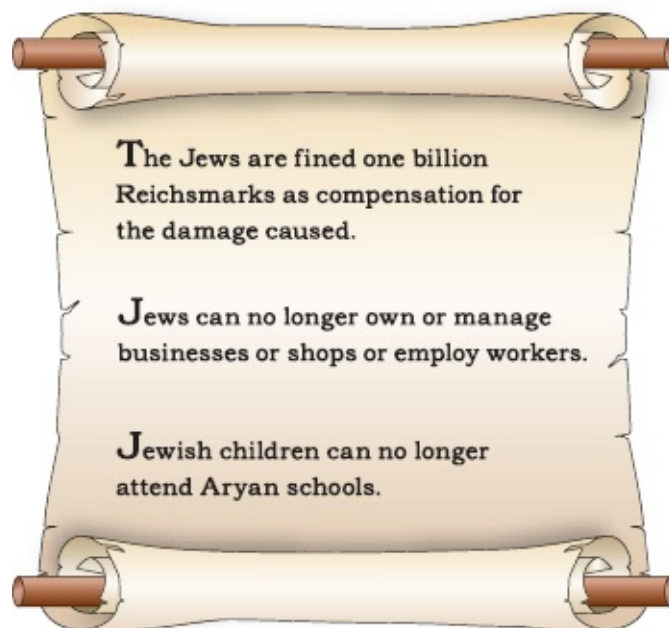 The Jews are fined one billion
Reichsmarks as compensation for
the damage caused.
Jews can no longer own or manage
businesses or shops or employ workers.
Jewish children can no longer
attend Aryan schools.